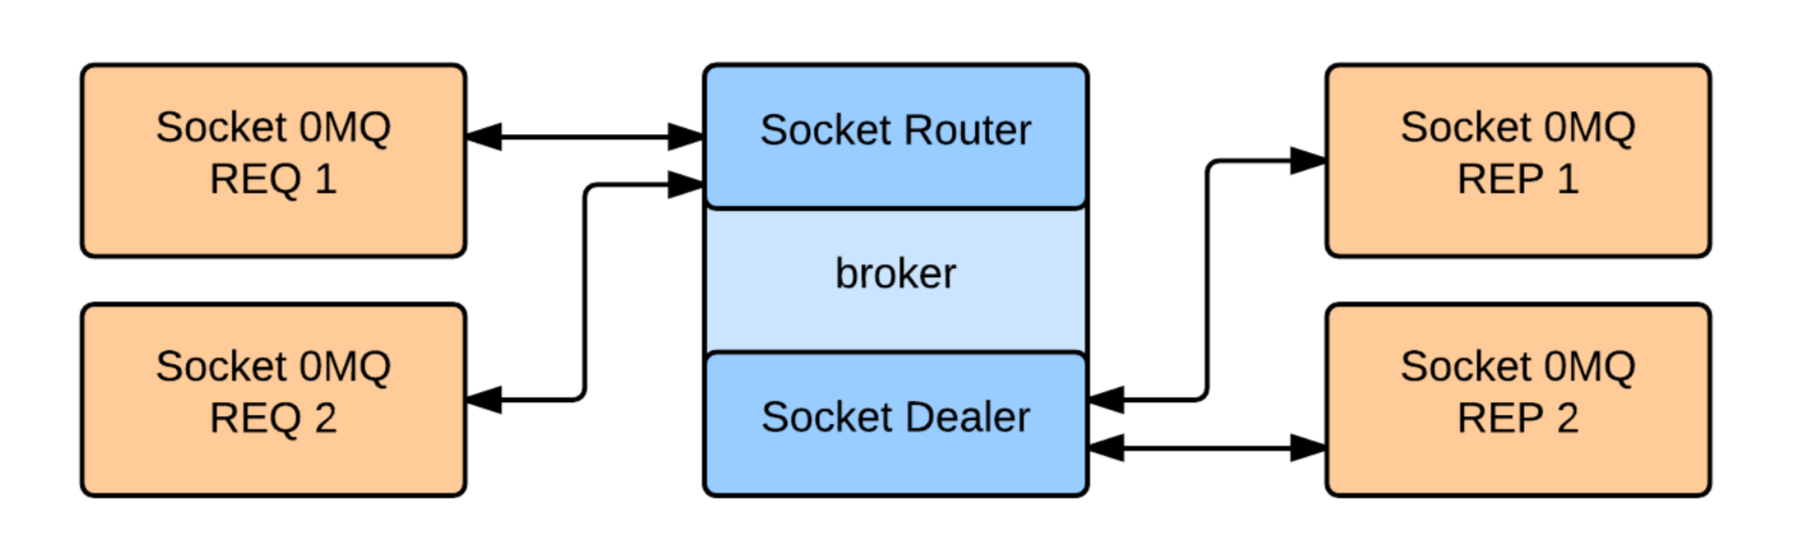 Socket 0MQ
REQ 1
Socket 0MQ
REQ 2
Socket Router
broker
Socket Dealer
Socket 0MQ
REP 1
Socket 0MQ
REP 2